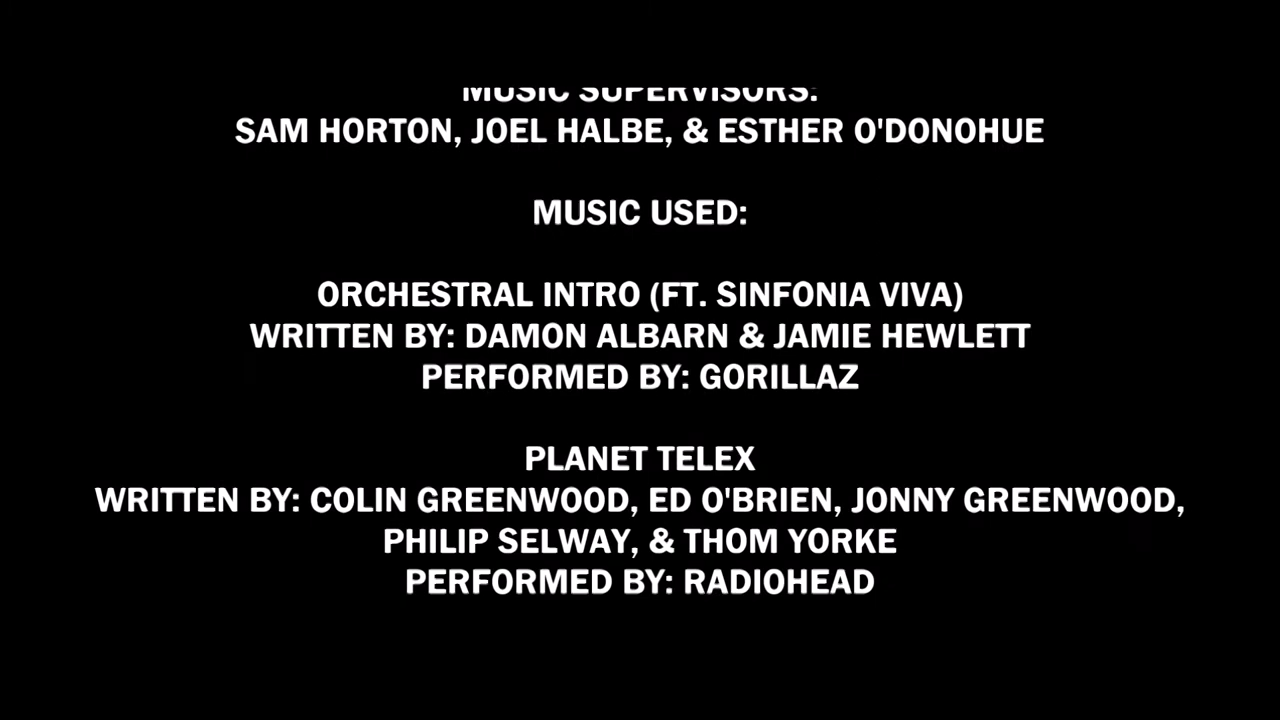 MUSIC SUPERVISORS:
SAM HORTON, JOEL HALBE, & ESTHER O'DONOHUE
MUSIC USED:
ORCHESTRAL INTRO (FT. SINFONIA VIVA)
WRITTEN BY: DAMON ALBARN & JAMIE HEWLETT
PERFORMED BY: GORILLAZ
PLANET TELEX
WRITTEN BY: COLIN GREENWOOD, ED O'BRIEN, JONNY GREENWOOD,
PHILIP SELWAY, & THOM YORKE
PERFORMED BY: RADIOHEAD